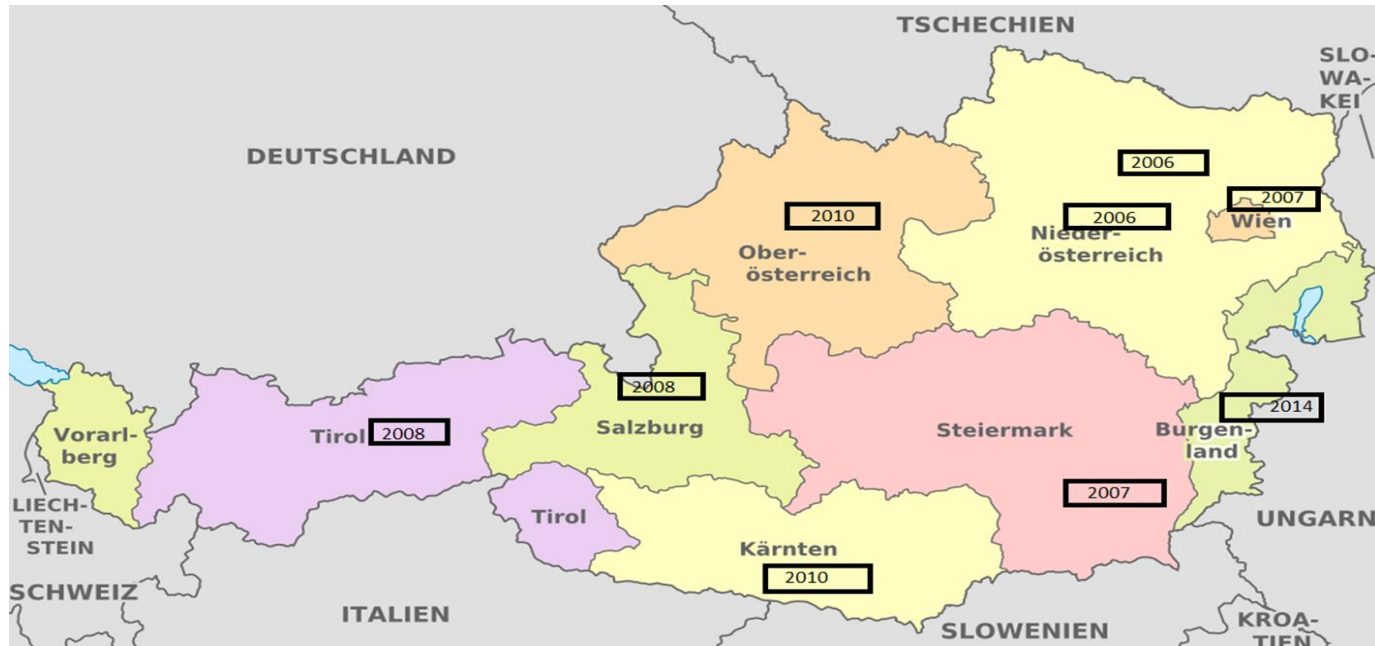 TSCHECHIEN
SLO-
WA-
KEI
DEUTSCHLAND
2006
2007
2010
2006
Wien
Nieder-
österreich
Ober-
österreich
2008
2014
Vorarl-
berg
Tirol
2008
Salzburg
Steiermark
Burgen-
land
2007
LIECH-
TEN-
STEIN
Tirol
UNGARN
Kärnten
2010
SCHWEIZ
ITALIEN
SLOWENIEN
KROA-
TIEN